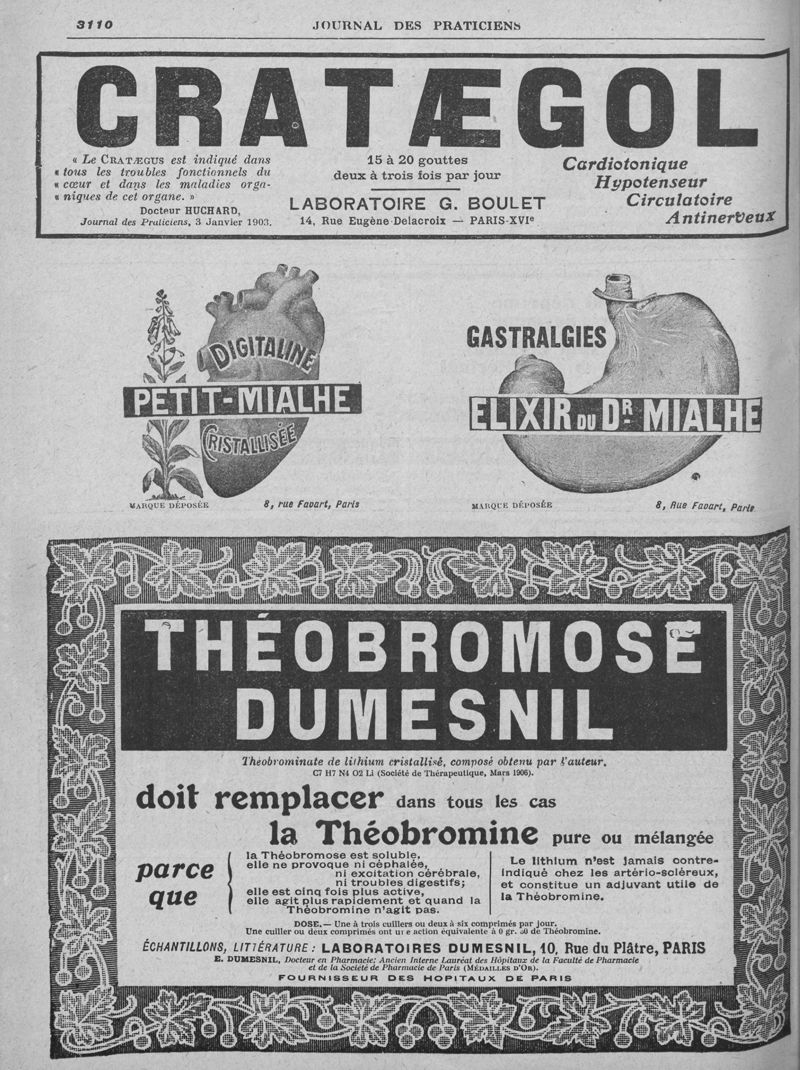 3110
JOURNAL DES PRATICIENS
CRATÆGOL
« Le CRATÆGUS est indiqué dans
« tous les troubles fonctionnels du
« cœur et dans les maladies orga-
« niques de cet organe. »
Docteur HUCHARD,
Journal des Praticiens, 3 Janvier 1903.
15 à 20 gouttes
deux à trois fois par jour
LABORATOIRE G. BOULET
14, Rue Eugène-Delacroix — PARIS-XVIe
Cardiotonique
Hypotenseur
Circulatoire
Antinerveux
DIGITALINE
PETIT-MIALHE
CRISTALLISÉE
MARQUE DÉPOSÉE
8, rue Favart, Paris
GASTRALGIES
ELIXIR DU DR. MIALHE
MARQUE DÉPOSÉE
8, Rue Favart, Paris
THÉOBROMOSE
DUMESNIL
Théobrominate de lithium cristallisé, composé obtenu par l'auteur.
C7 H7 N4 O2 Li (Société de Thérapeutique, Mars 1906).
doit remplacer dans tous les cas
la Théobromine pure ou mélangée
parce
que
la Théobromose est soluble,
elle ne provoque ni céphalée,
ni excitation cérébrale,
ni troubles digestifs;
elle est cinq fois plus active,
elle agit plus rapidement et quand la
Théobromine n'agit pas.
Le lithium n'est jamais contre-
indiqué chez les artério-scléreux,
et constitue un adjuvant utile de
la Théobromine.
DOSE. — Une à trois cuillers ou deux à six comprimés par jour.
Une cuiller ou deux comprimés ont une action équivalente à 0 gr. 50 de Théobromine.
ÉCHANTILLONS, LITTÉRATURE : LABORATOIRES DUMESNIL, 10, Rue du Plâtre, PARIS
E. DUMESNIL, Docteur en Pharmacie; Ancien Interne Lauréat des Hôpitaux de la Faculté de Pharmacie
et de la Société de Pharmacie de Paris (MÉDAILLES D'OR).
FOURNISSEUR DES HOPITAUX DE PARIS